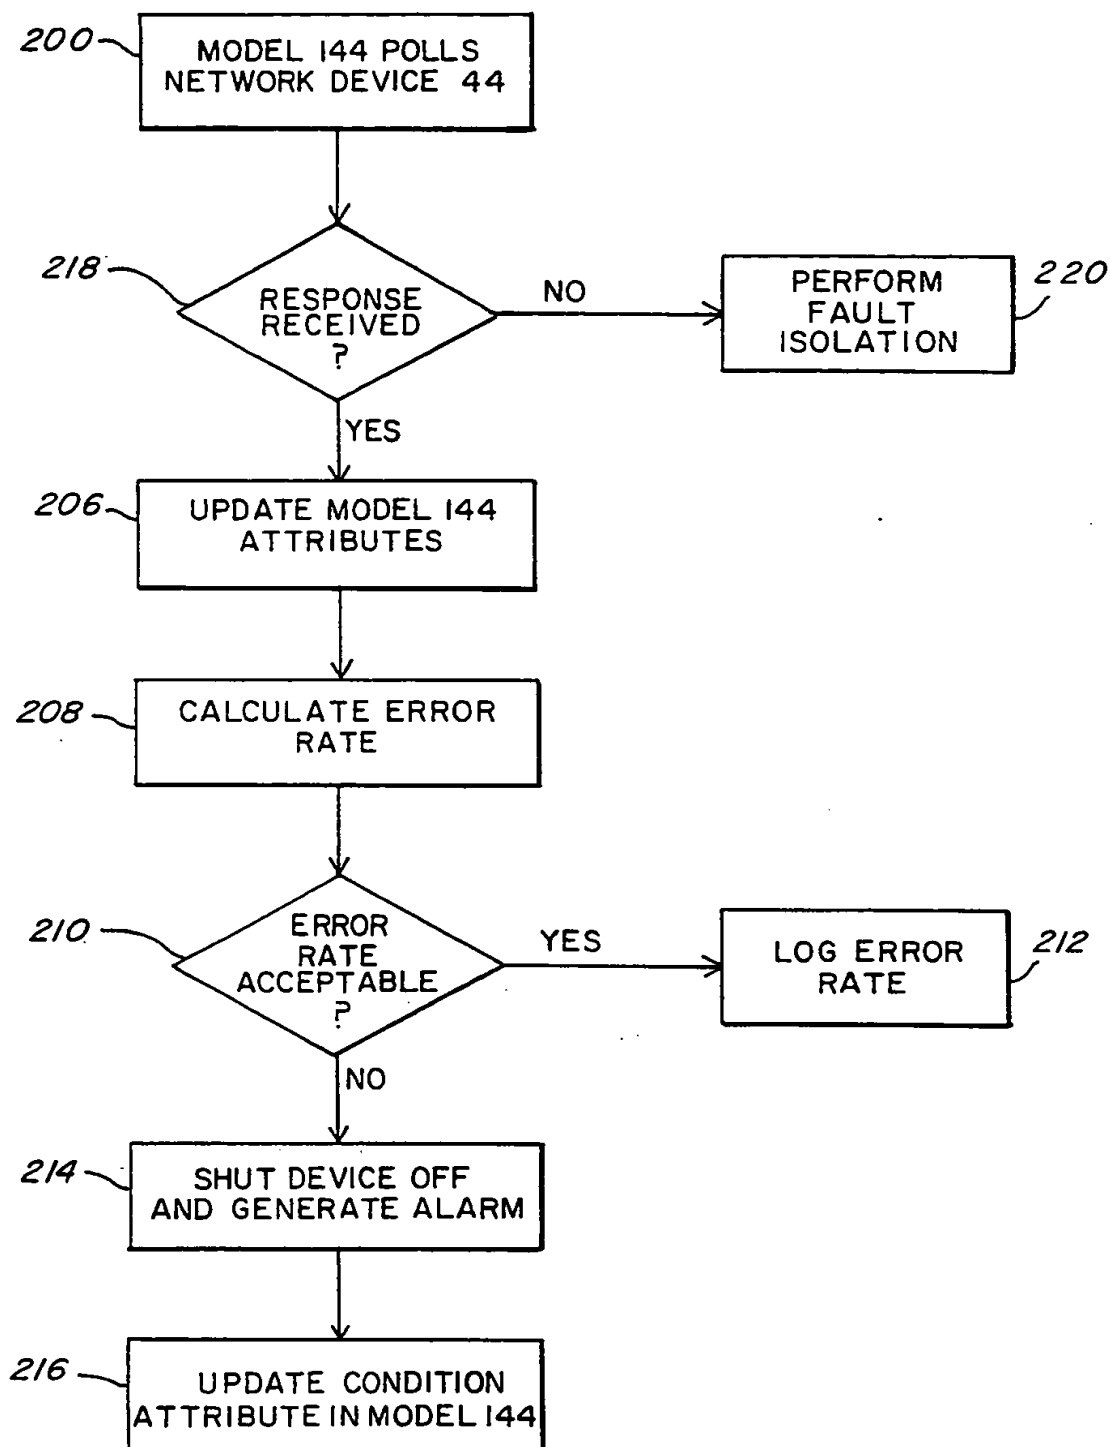 200
MODEL 144 POLLS
NETWORK DEVICE 44
218
RESPONSE
RECEIVED
?
NO
PERFORM
FAULT
ISOLATION
220
YES
206
UPDATE MODEL 144
ATTRIBUTES
208
CALCULATE ERROR
RATE
210
ERROR
RATE
ACCEPTABLE
?
YES
LOG ERROR
RATE
212
NO
214
SHUT DEVICE OFF
AND GENERATE ALARM
216
UPDATE CONDITION
ATTRIBUTE IN MODEL 144